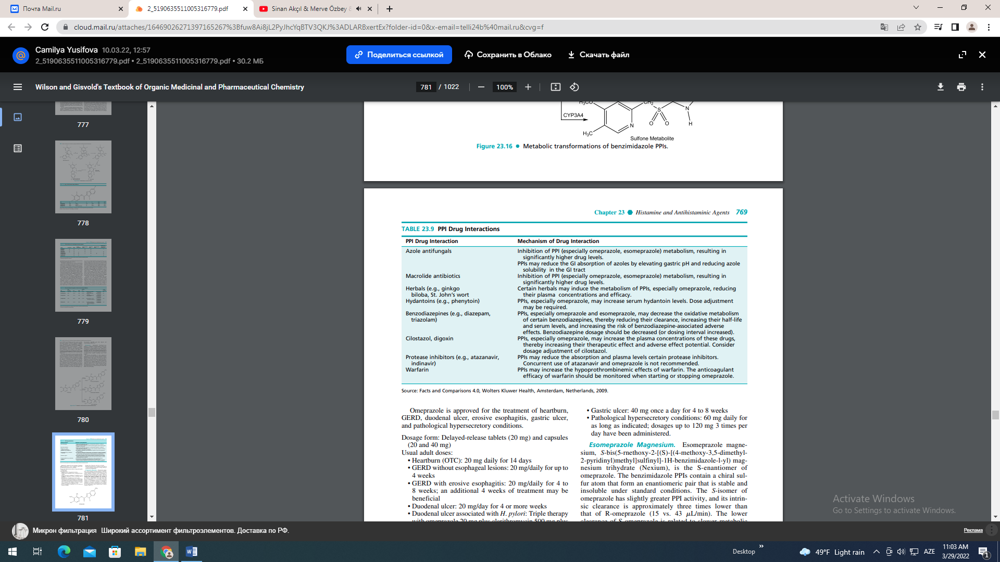 Почта Mail.ru
2_5190635511005316779.pdf
Sinan Akçıl & Merve Özbey
cloud.mail.ru/attaches/16469026271397165267%3Bfuw8Ai8jL2PyJhcYqBTV3QKJ%3ADLARBxertEx?folder-id=0&x-email=telli24b%40mail.ru&cvg=f
Camilya Yusifova 10.03.22, 12:57
2_5190635511005316779.pdf • 2_5190635511005316779.pdf • 30.2 МБ
Поделиться ссылкой
Сохранить в Облако
Скачать файл
Wilson and Gisvold's Textbook of Organic Medicinal and Pharmaceutical Chemistry
781 / 1022
100%
777
778
779
780
781
H3CO
CH2
CYP3A4
S
N
N
O O
H
H3C
Sulfone Metabolite
Figure 23.16 ● Metabolic transformations of benzimidazole PPIs.
Chapter 23 Histamine and Antihistaminic Agents 769
TABLE 23.9 PPI Drug Interactions
PPI Drug Interaction Mechanism of Drug Interaction
Azole antifungals Inhibition of PPI (especially omeprazole, esomeprazole) metabolism, resulting in
significantly higher drug levels.
PPIs may reduce the GI absorption of azoles by elevating gastric pH and reducing azole
solubility in the GI tract
Macrolide antibiotics Inhibition of PPI (especially omeprazole, esomeprazole) metabolism, resulting in
significantly higher drug levels.
Herbals (e.g., ginkgo Certain herbals may induce the metabolism of PPIs, especially omeprazole, reducing
biloba, St. John's wort their plasma concentrations and efficacy.
Hydantoins (e.g., phenytoin) PPIs, especially omeprazole, may increase serum hydantoin levels. Dose adjustment
may be required.
Benzodiazepines (e.g., diazepam, PPIs, especially omeprazole and esomeprazole, may decrease the oxidative metabolism
triazolam) of certain benzodiazepines, thereby reducing their clearance, increasing their half-life
and serum levels, and increasing the risk of benzodiazepine-associated adverse
effects. Benzodiazepine dosage should be decreased (or dosing interval increased).
Cilostazol, digoxin PPIs, especially omeprazole, may increase the plasma concentrations of these drugs,
thereby increasing their therapeutic effect and adverse effect potential. Consider
dosage adjustment of cilostazol.
Protease inhibitors (e.g., atazanavir, PPIs may reduce the absorption and plasma levels certain protease inhibitors.
indinavir) Concurrent use of atazanavir and omeprazole is not recommended.
Warfarin PPIs may increase the hypoprothrombinemic effects of warfarin. The anticoagulant
efficacy of warfarin should be monitored when starting or stopping omeprazole.
Source: Facts and Comparisons 4.0, Wolters Kluwer Health, Amsterdam, Netherlands, 2009.
Omeprazole is approved for the treatment of heartburn,
GERD, duodenal ulcer, erosive esophagitis, gastric ulcer,
and pathological hypersecretory conditions.
Dosage form: Delayed-release tablets (20 mg) and capsules
(20 and 40 mg)
Usual adult doses:
• Heartburn (OTC): 20 mg daily for 14 days
• GERD without esophageal lesions: 20 mg/daily for up to
4 weeks
• GERD with erosive esophagitis: 20 mg/daily for 4 to
8 weeks; an additional 4 weeks of treatment may be
beneficial
• Duodenal ulcer: 20 mg/day for 4 or more weeks
• Duodenal ulcer associated with H. pylori: Triple therapy
with omeprazole 20 mg plus clarithromycin 500 mg plus
• Gastric ulcer: 40 mg once a day for 4 to 8 weeks
• Pathological hypersecretory conditions: 60 mg daily for
as long as indicated; dosages up to 120 mg 3 times per
day have been administered.
Esomeprazole Magnesium. Esomeprazole magne-
sium, S-bis(5-rnethoxy-2-[(S)-[(4-methoxy-3,5-dimethyl-
2-pyridinyl)methyl]sulfinyl]-1H-benzimidazole-l-yl) mag-
nesium trihydrate (Nexium), is the S-enantiomer of
omeprazole. The benzimidazole PPIs contain a chiral sul-
fur atom that form an enantiomeric pair that is stable and
insoluble under standard conditions. The S-isomer of
omeprazole has slightly greater PPI activity, and its intrin-
sic clearance is approximately three times lower than
that of R-omeprazole (15 vs. 43 μL/min). The lower
clearance of S-omeprazole is related to slower metabolic
Activate Windows
Go to Settings to activate Windows.
Микрон фильтрация Широкий ассортимент фильтроэлементов. Доставка по РФ.
Реклама
Desktop
49°F Light rain
AZE
11:03 AM
3/29/2022
1